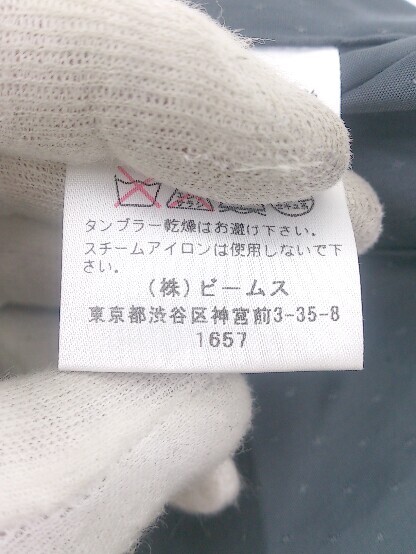 タンブラー乾燥はお避け下さい。
スチームアイロンは使用しないで下
さい。
(株)ビームス
東京都渋谷区神宮前3-35-8
1657